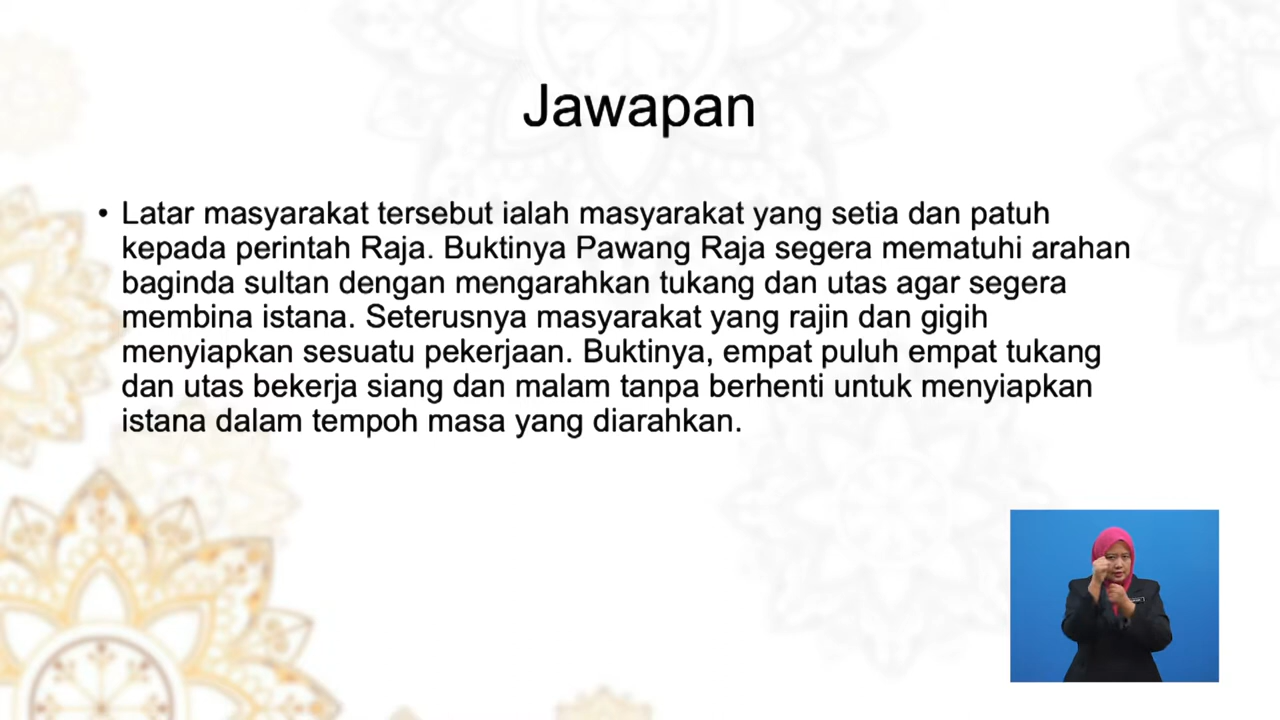 Jawapan
• Latar masyarakat tersebut ialah masyarakat yang setia dan patuh
kepada perintah Raja. Buktinya Pawang Raja segera mematuhi arahan
baginda sultan dengan mengarahkan tukang dan utas agar segera
membina istana. Seterusnya masyarakat yang rajin dan gigih
menyiapkan sesuatu pekerjaan. Buktinya, empat puluh empat tukang
dan utas bekerja siang dan malam tanpa berhenti untuk menyiapkan
istana dalam tempoh masa yang diarahkan.